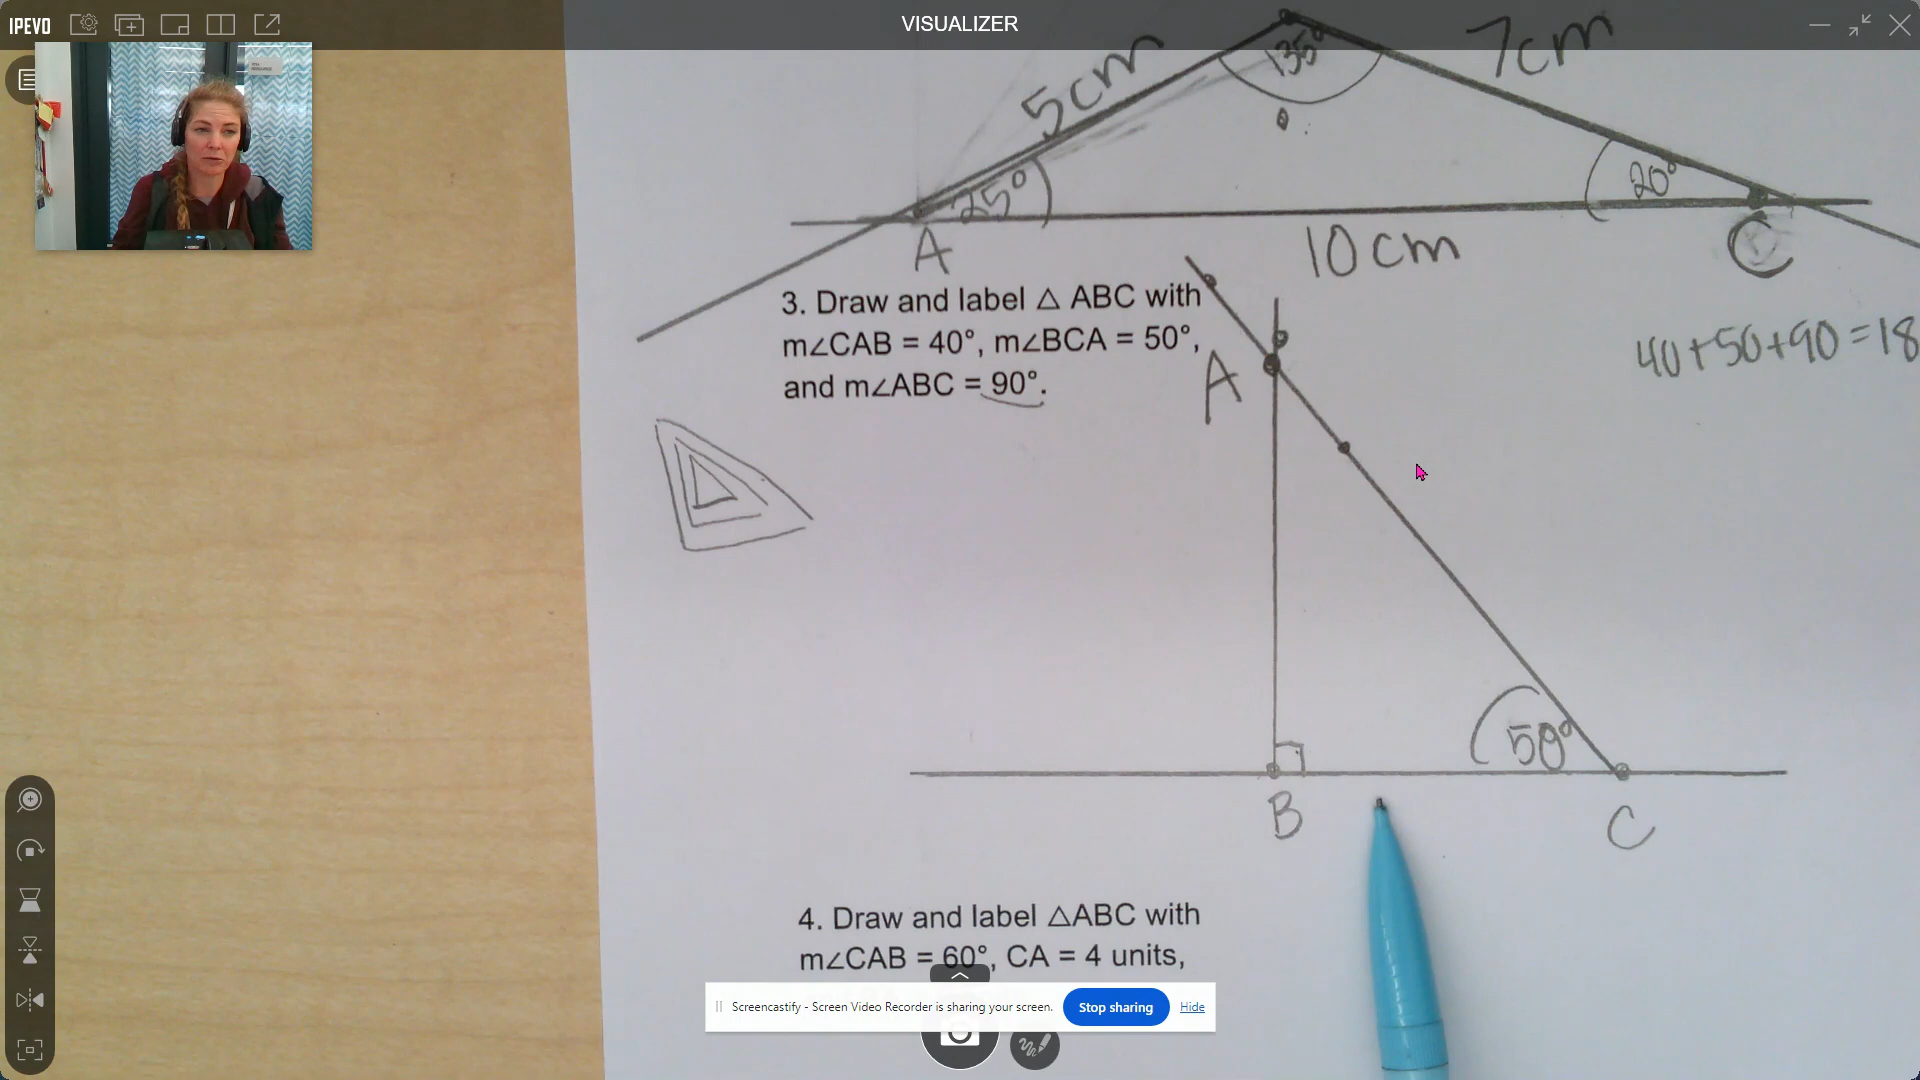 IPEVO
VISUALIZER
5cm
135°
7cm
25°
20°
A
10 cm
C
3. Draw and label △ ABC with
m∠CAB = 40°, m∠BCA = 50°,
and m∠ABC = 90°.
A
40+50+90=18
50°
B
C
4. Draw and label △ABC with
m∠CAB = 60°, CA = 4 units,
Screencastify - Screen Video Recorder is sharing your screen.
Stop sharing
Hide